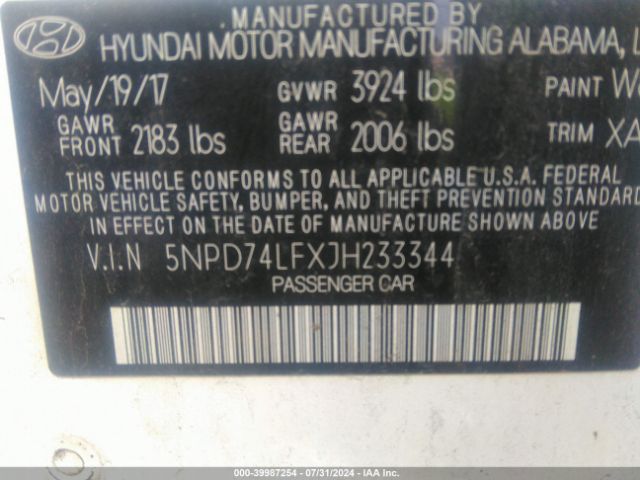 MANUFACTURED BY
HYUNDAI MOTOR MANUFACTURING ALABAMA,
May/19/17 GVWR 3924 lbs PAINT
GAWR FRONT 2183 lbs GAWR REAR 2006 lbs TRIM XA
THIS VEHICLE CONFORMS TO ALL APPLICABLE U.S.A. FEDERAL
MOTOR VEHICLE SAFETY, BUMPER, AND THEFT PREVENTION STANDARD
IN EFFECT ON THE DATE OF MANUFACTURE SHOWN ABOVE
V.I.N 5NPD74LFXJH233344
PASSENGER CAR
000-39987254 - 07/31/2024 - IAA Inc.